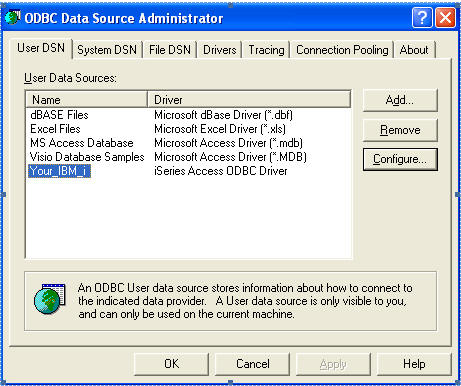 ODBC Data Source Administrator
User DSN System DSN File DSN Drivers Tracing Connection Pooling About
User Data Sources:
Name Driver
dBASE Files Microsoft dBase Driver (*.dbf)
Excel Files Microsoft Excel Driver (*.xls)
MS Access Database Microsoft Access Driver (*.mdb)
Visio Database Samples Microsoft Access Driver (*.MDB)
Your_IBM_i iSeries Access ODBC Driver
Add...
Remove
Configure...
An ODBC User data source stores information about how to connect
to the indicated data provider. A User data source is only visible to you,
and can only be used on the current machine.
OK Cancel Apply Help